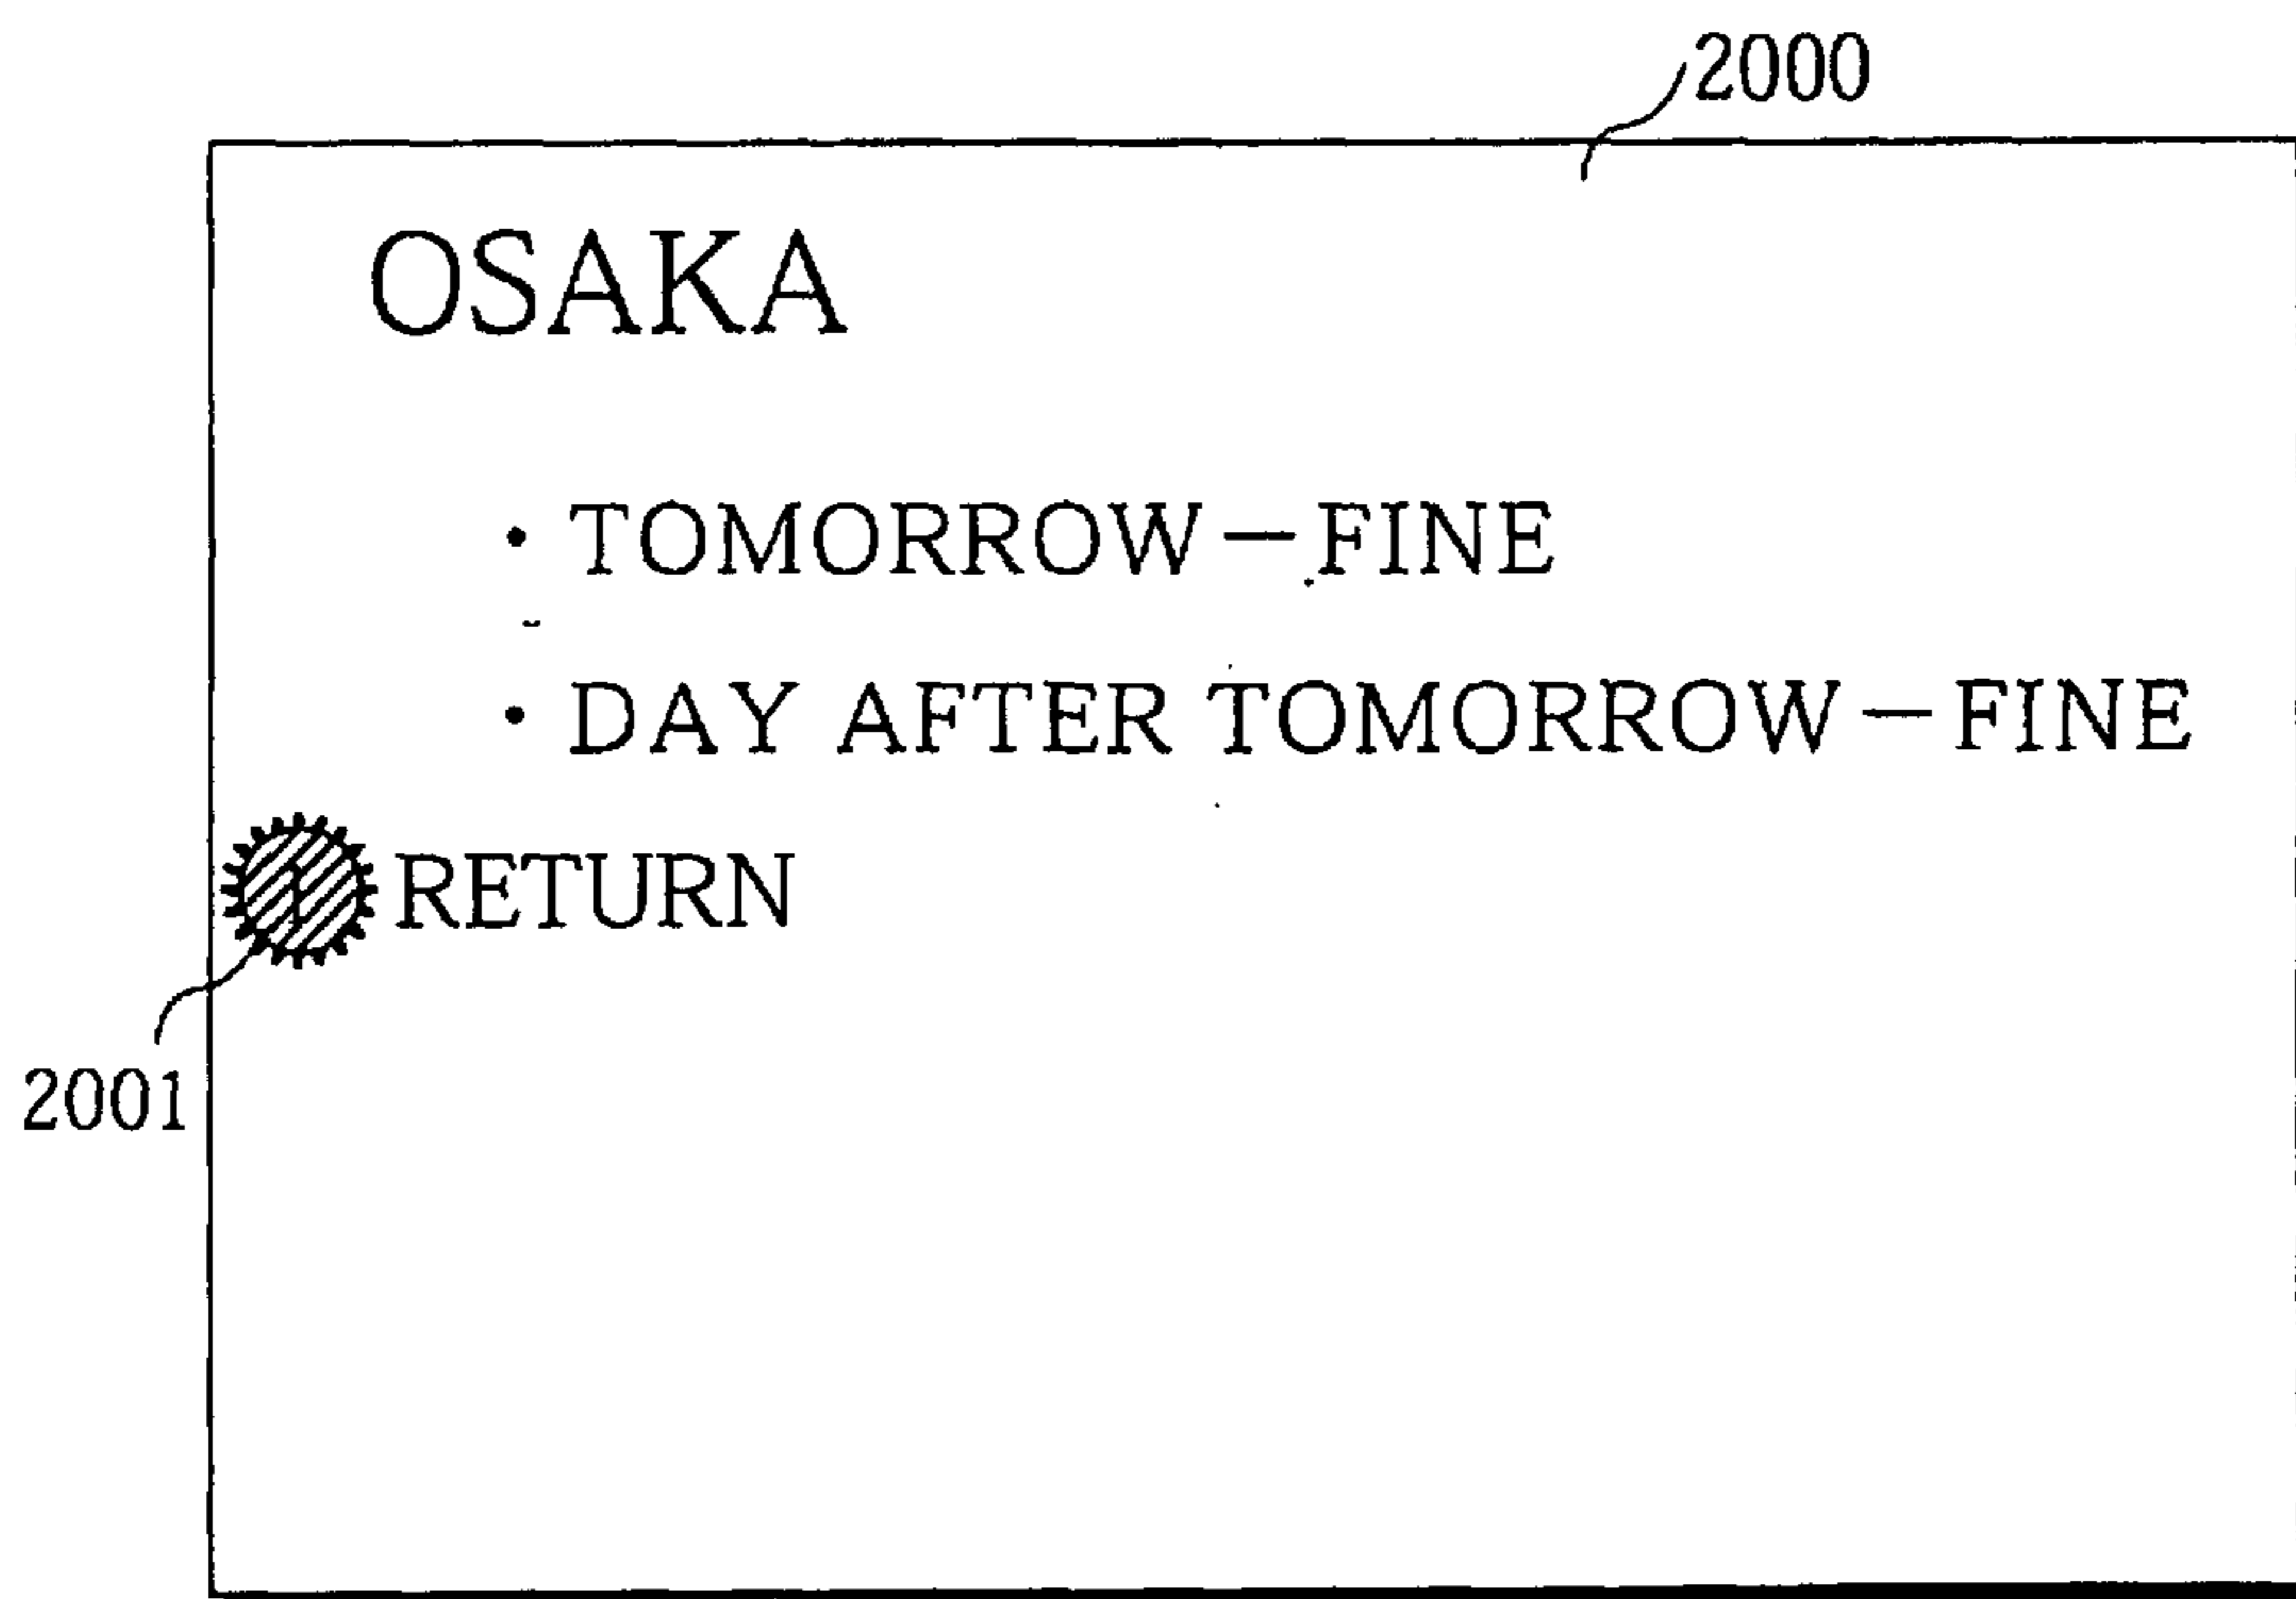 2000
OSAKA
• TOMORROW—FINE
• DAY AFTER TOMORROW—FINE
RETURN
2001